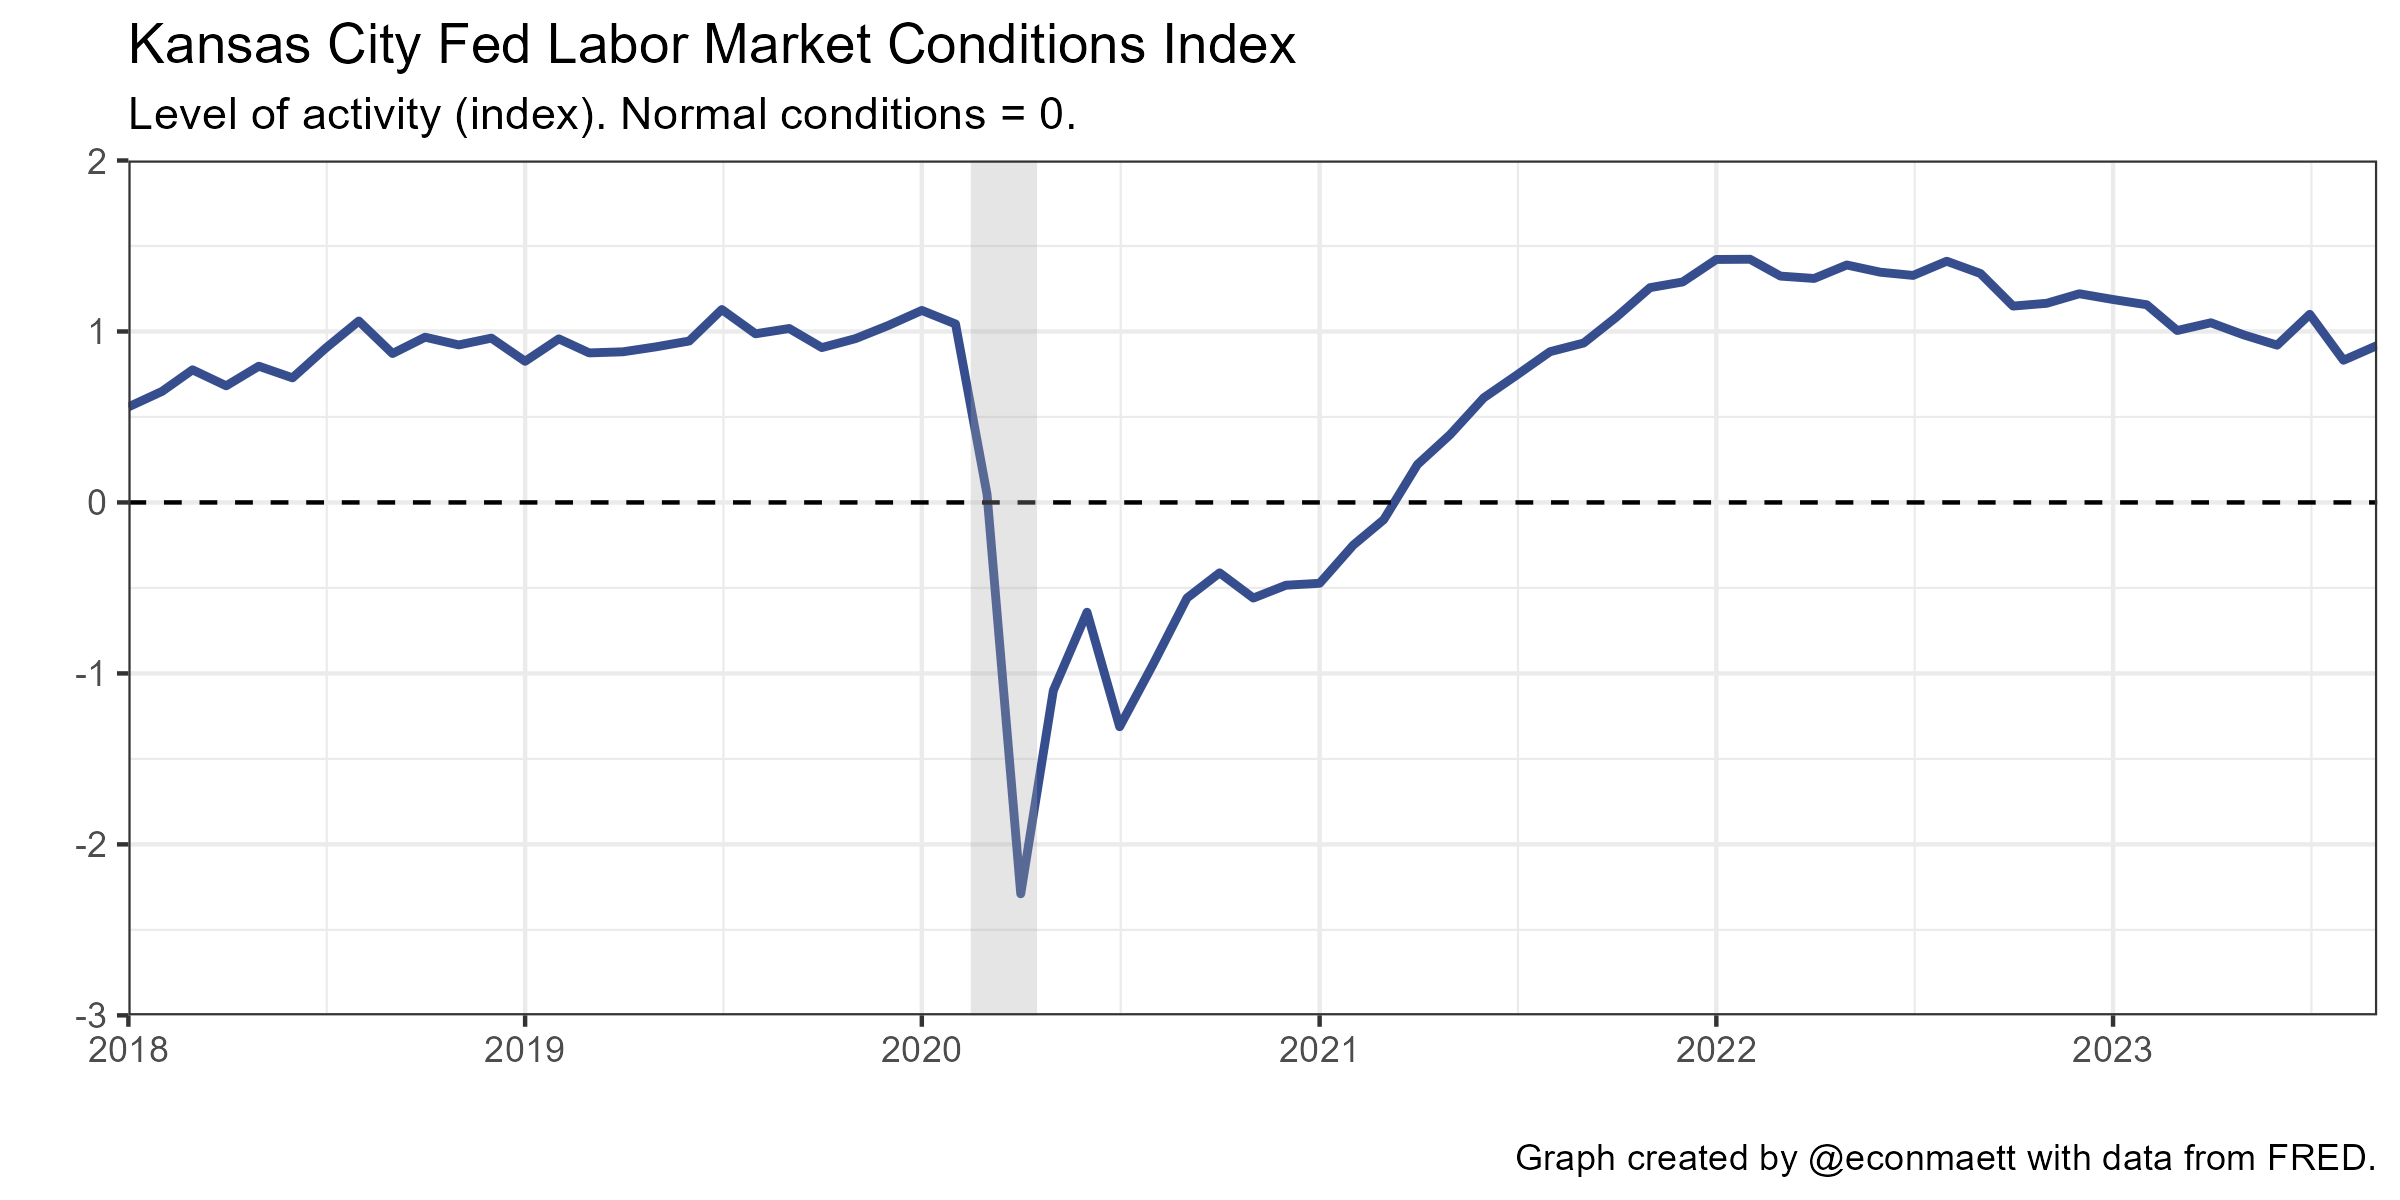 Kansas City Fed Labor Market Conditions Index
Level of activity (index). Normal conditions = 0.
2
1
0
-1
-2
-3
2018 2019 2020 2021 2022 2023
Graph created by @econmaett with data from FRED.